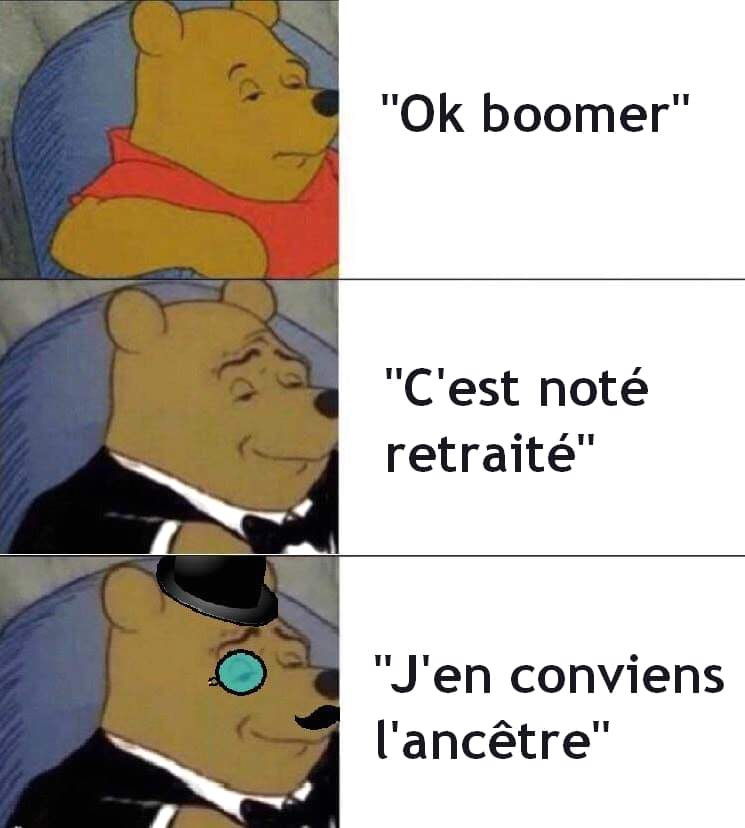 "Ok boomer"
"C'est noté
retraité"
"J'en conviens
l'ancêtre"